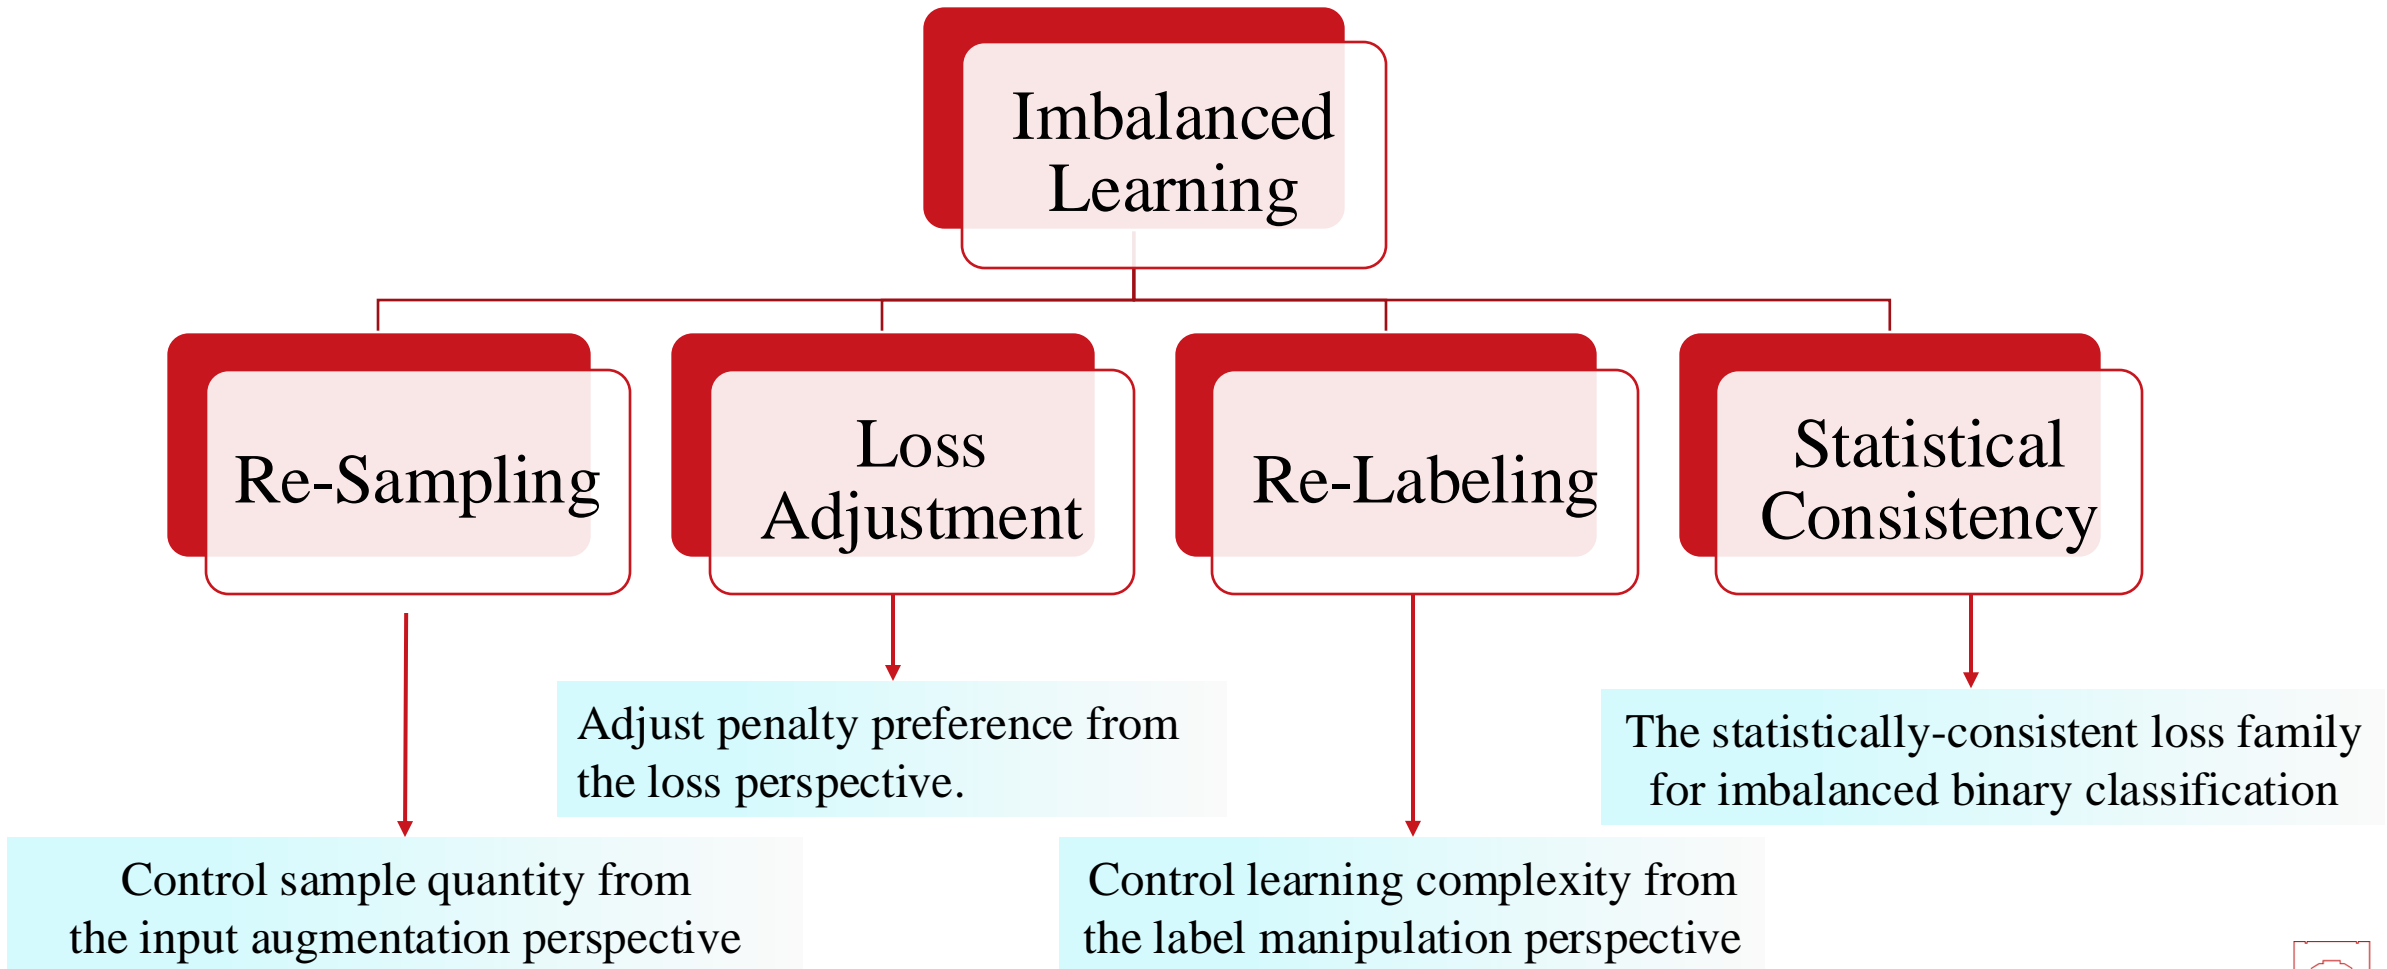 Imbalanced
Learning
Re-Sampling
Loss
Adjustment
Re-Labeling
Statistical
Consistency
Adjust penalty preference from
the loss perspective.
The statistically-consistent loss family
for imbalanced binary classification
Control sample quantity from
the input augmentation perspective
Control learning complexity from
the label manipulation perspective